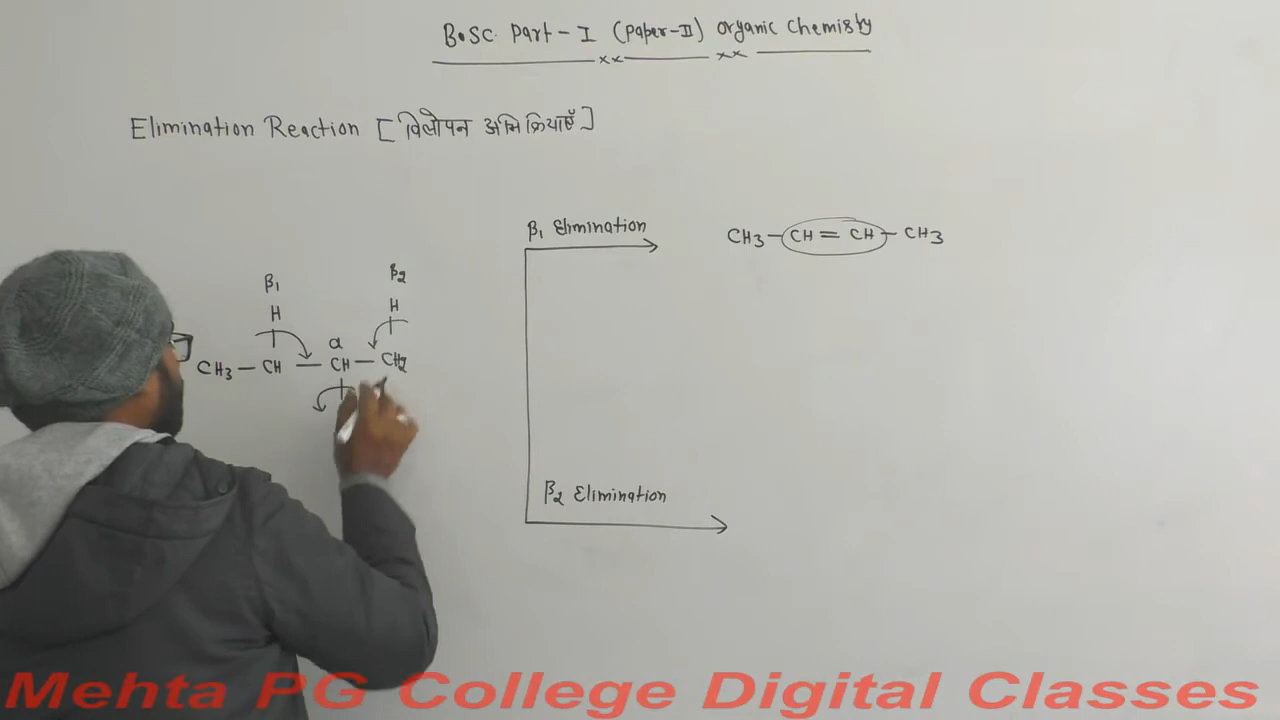 B.Sc. Part-I (Paper-II) Organic Chemistry
Elimination Reaction [विलोपन अभिक्रियाएँ]
β1 Elimination
CH3-CH=CH-CH3
β1
β2
H
H
α
CH3-CH-CH-CH2
β2 Elimination
Mehta PG College Digital Classes